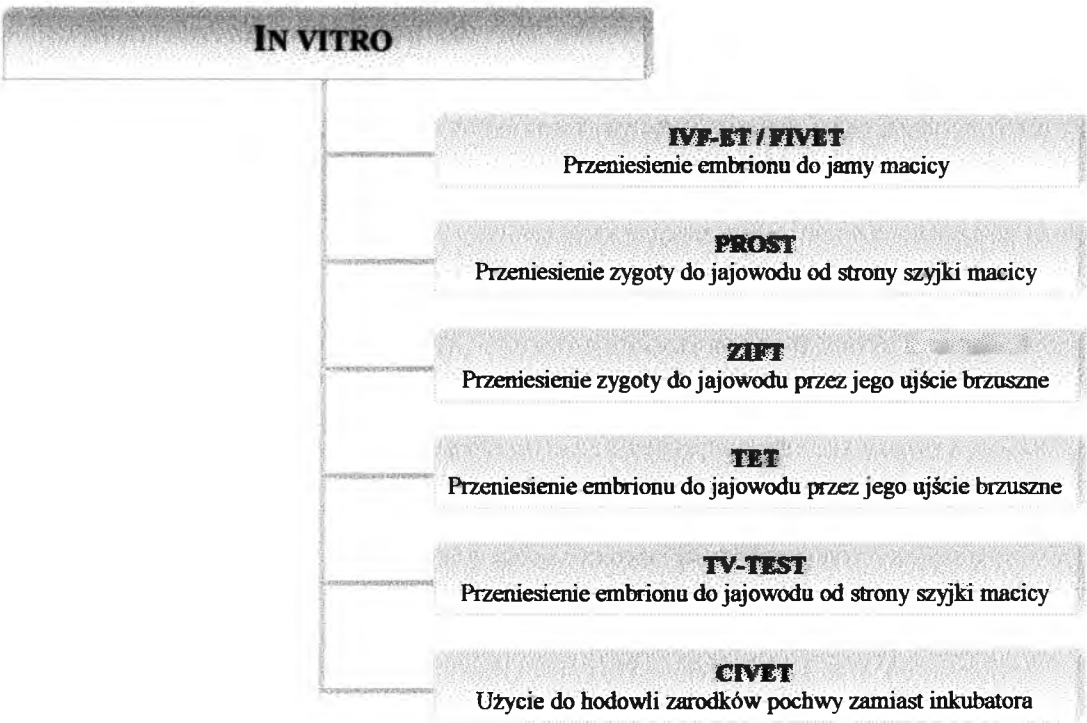 IN VITRO
IVF-ET / FIVET
Przeniesienie embrionu do jamy macicy
PROST
Przeniesienie zygoty do jajowodu od strony szyjki macicy
ZIFT
Przeniesienie zygoty do jajowodu przez jego ujście brzuszne
TET
Przeniesienie embrionu do jajowodu przez jego ujście brzuszne
TV-TEST
Przeniesienie embrionu do jajowodu od strony szyjki macicy
CIVET
Użycie do hodowli zarodków pochwy zamiast inkubatora